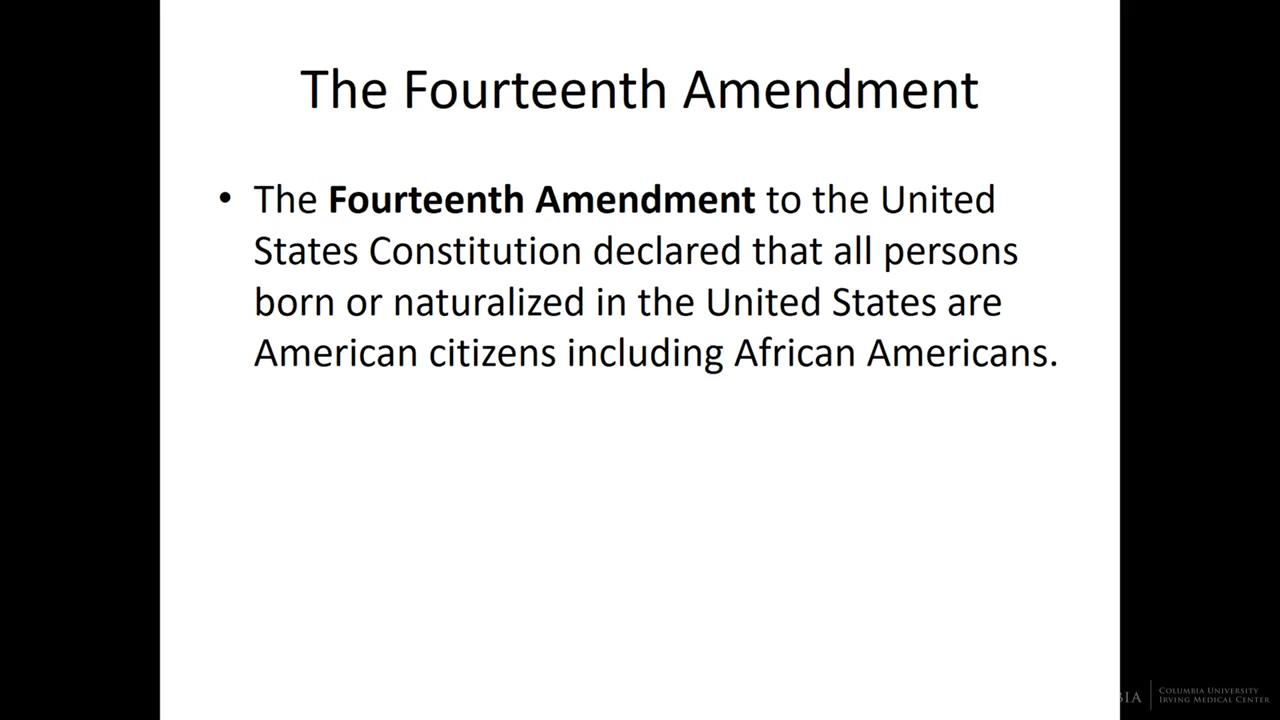 The Fourteenth Amendment
• The Fourteenth Amendment to the United
States Constitution declared that all persons
born or naturalized in the United States are
American citizens including African Americans.
BIA
COLUMBIA UNIVERSITY
IRVING MEDICAL CENTER